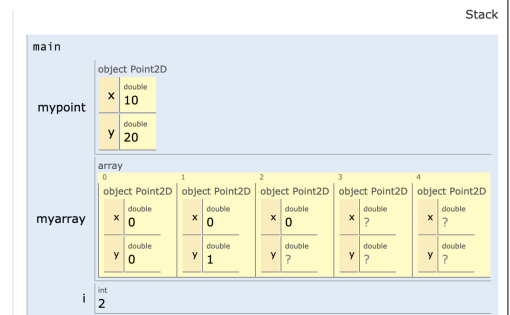 Stack
main
object Point2D
mypoint
x double 10
y double 20
array
myarray
0 1 2 3 4
object Point2D object Point2D object Point2D object Point2D object Point2D
x double 0 x double 0 x double 0 x double ? x double ?
y double 0 y double 1 y double ? y double ? y double ?
i
int
2